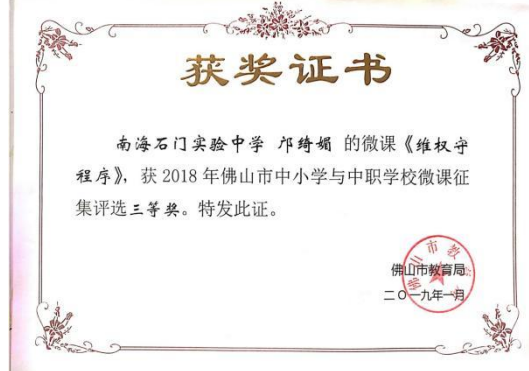 获奖证书
南海石门实验中学 邝绮媚 的微课《维权守
程序》，获 2018 年佛山市中小学与中职学校微课征
集评选三等奖。特发此证。
佛山市教育局
二〇一九年一月